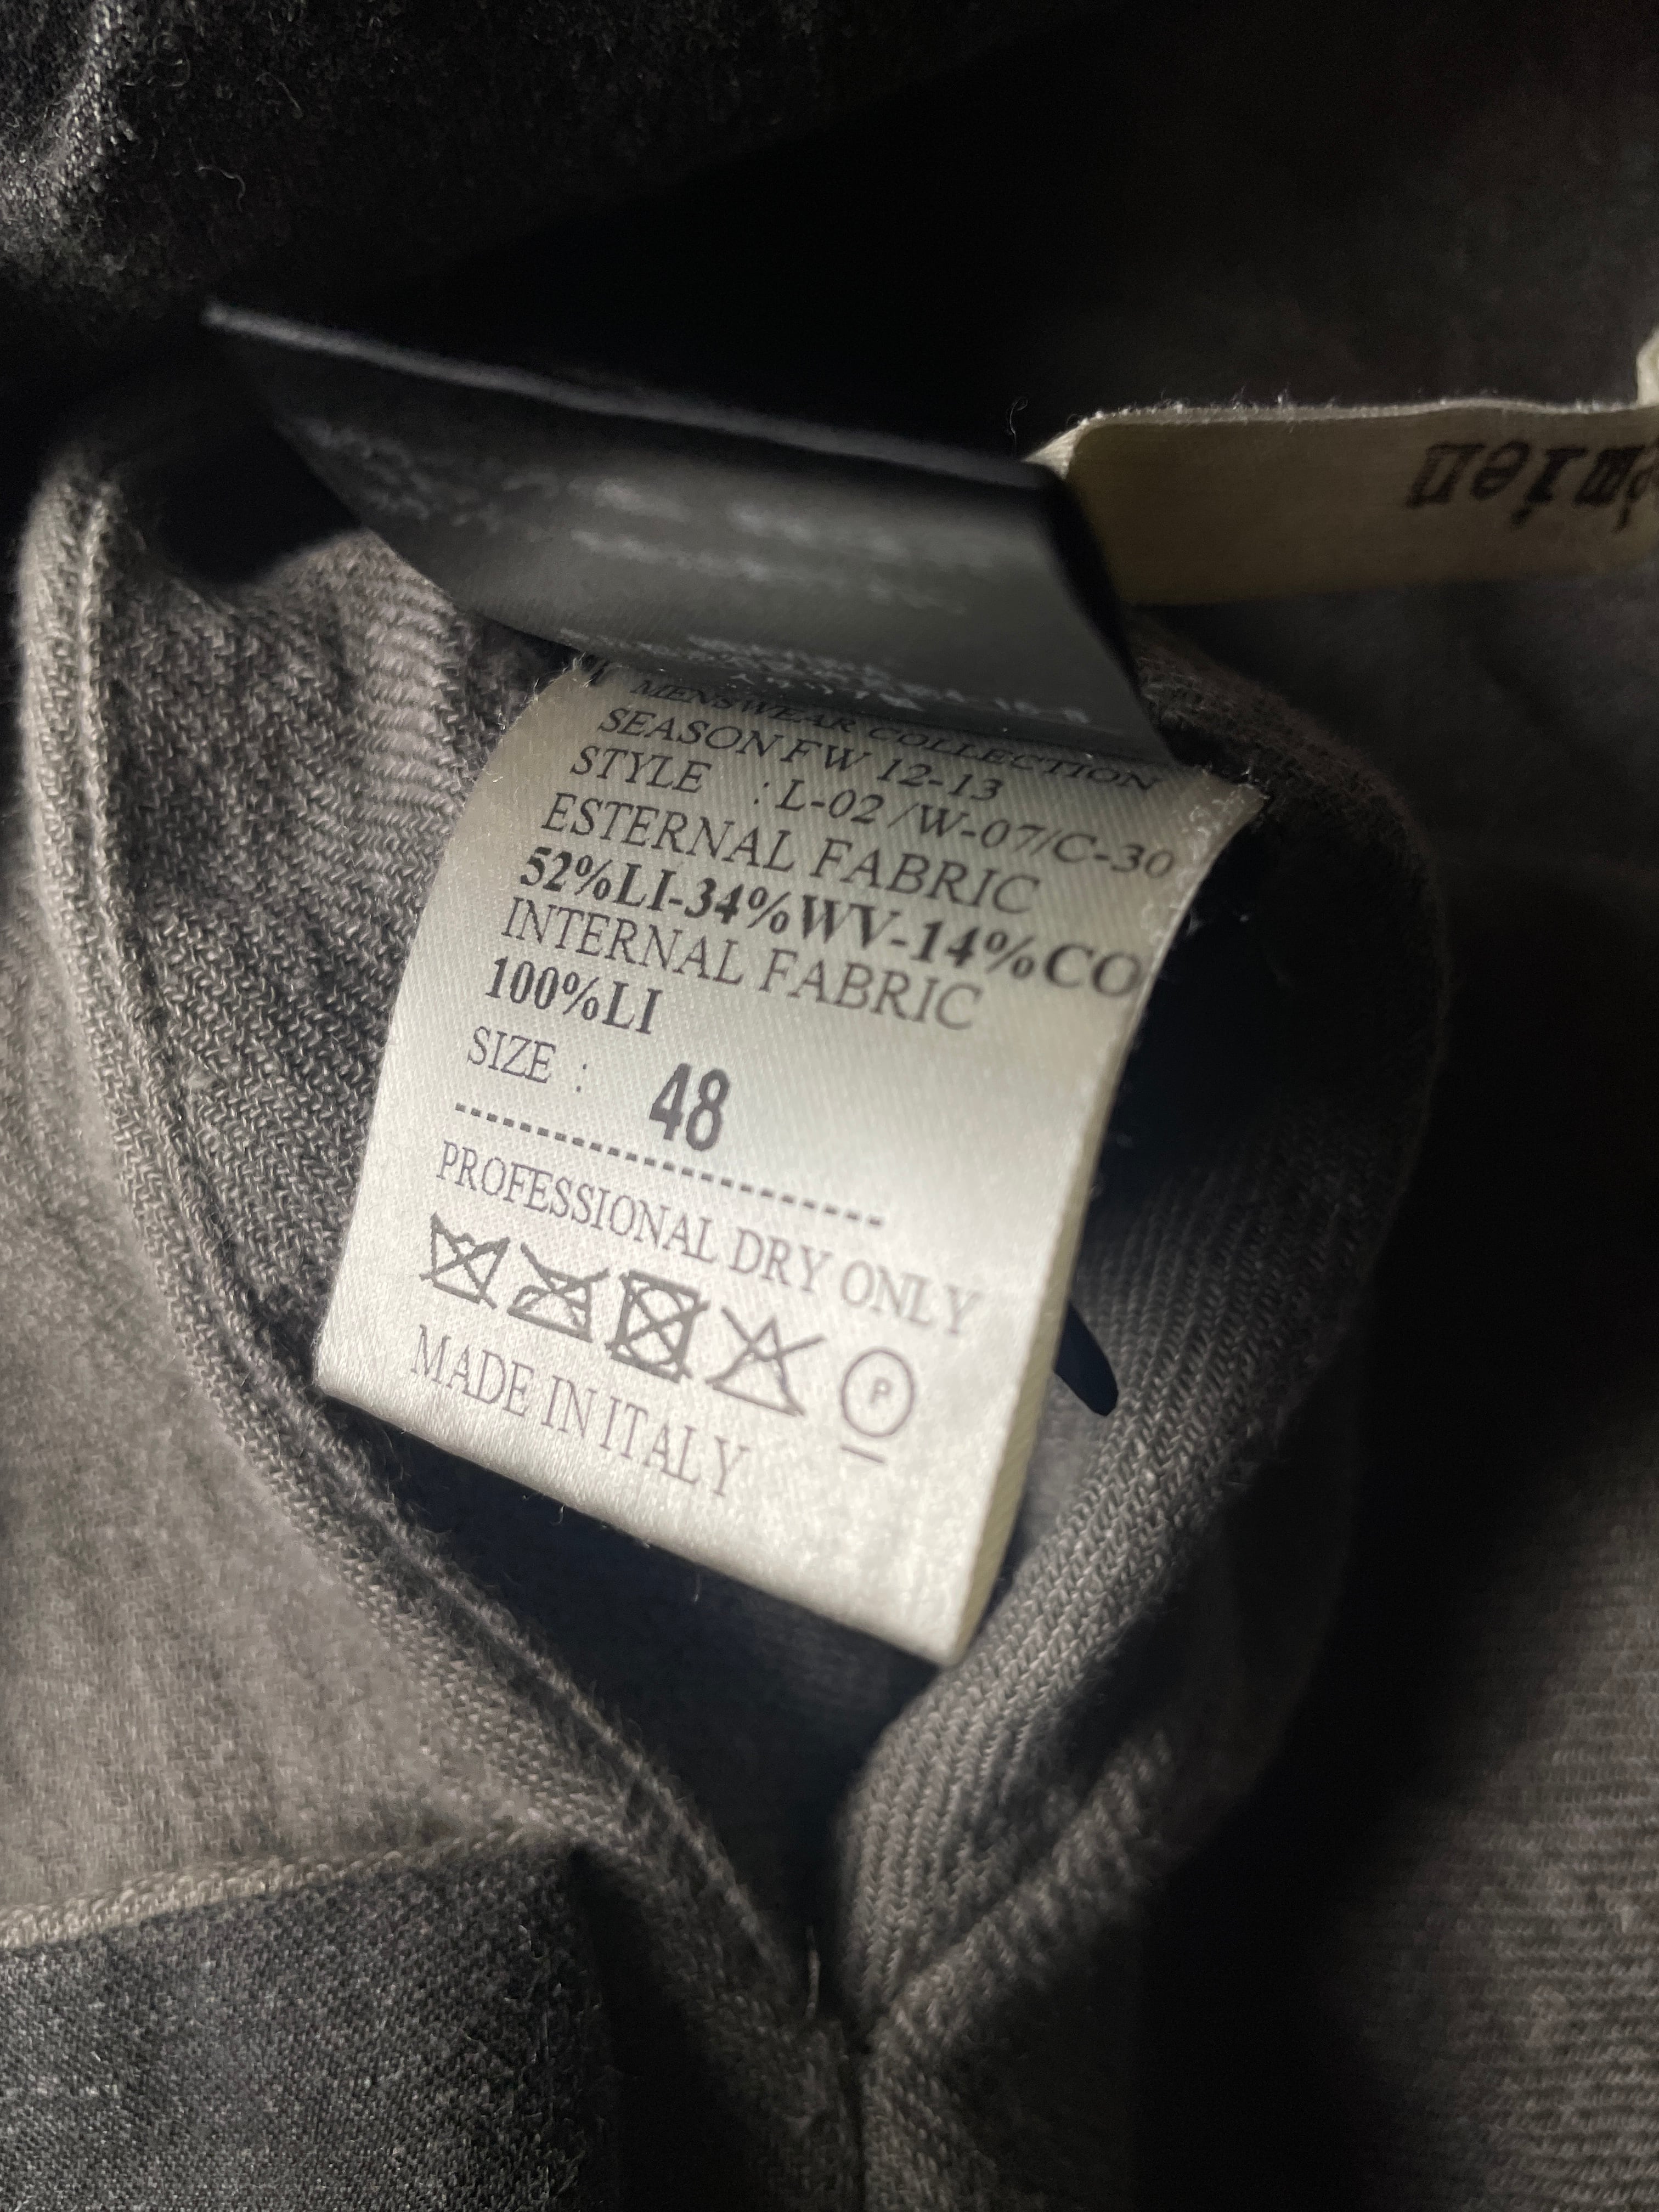 MENSWEAR COLLECTION
SEASON FW 12-13
STYLE : L-02 /W-07/C-30
ESTERNAL FABRIC
52%LI-34%WV-14%CO
INTERNAL FABRIC
100%LI
SIZE : 48
PROFESSIONAL DRY ONLY
P
MADE IN ITALY